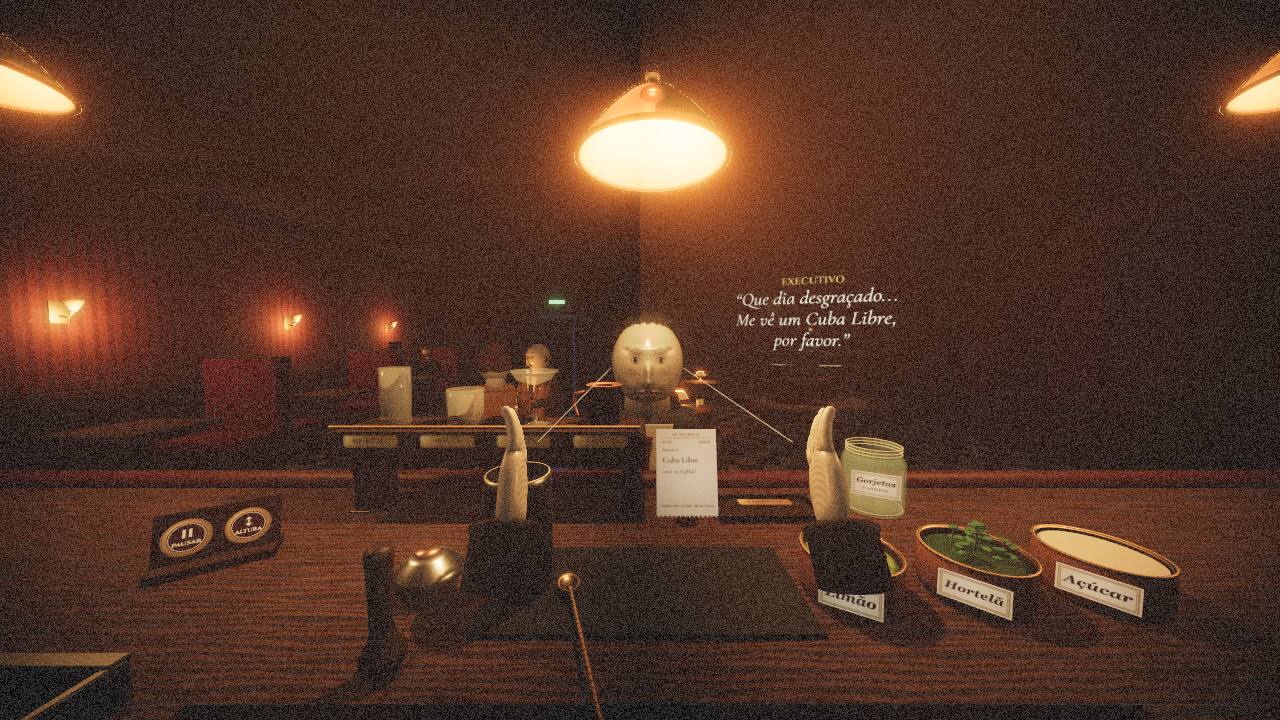 EXECUTIVO
“Que dia desgraçado…
Me vê um Cuba Libre,
por favor.”
Cuba Libre
Gorjetas
PAUSAR
ALTURA
Limão
Hortelã
Açúcar